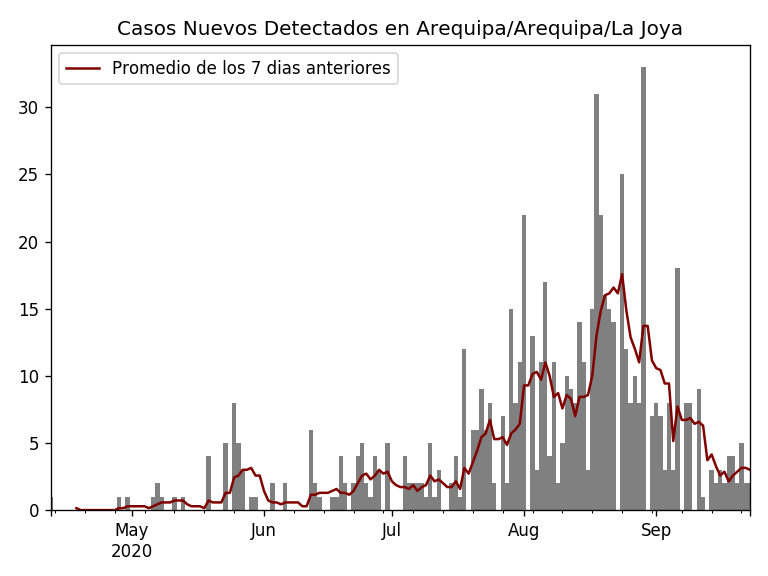 Casos Nuevos Detectados en Arequipa/Arequipa/La Joya
Promedio de los 7 dias anteriores
30
25
20
15
10
5
0
May Jun Jul Aug Sep
2020